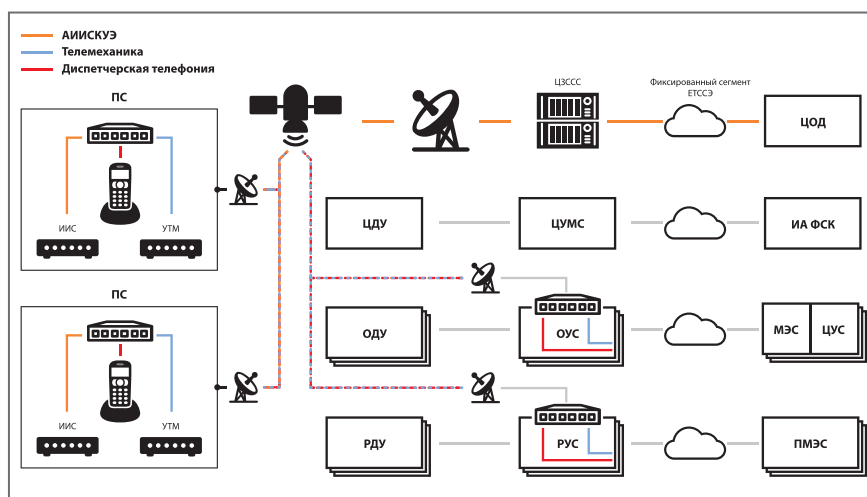 АИИСКУЭ
Телемеханика
Диспетчерская телефония
ПС
ИИС
УТМ
ПС
ИИС
УТМ
ЦЗССС
Фиксированный сегмент
ЕТССЭ
ЦОД
ЦДУ
ЦУМС
ИА ФСК
ОДУ
ОУС
МЭС
ЦУС
РДУ
РУС
ПМЭС